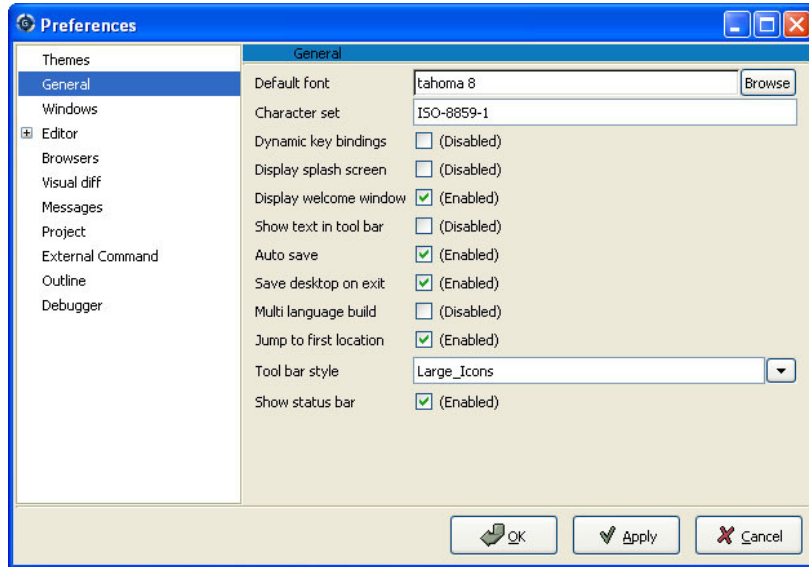 Preferences
Themes
General
Windows
Editor
Browsers
Visual diff
Messages
Project
External Command
Outline
Debugger
General
Default font tahoma 8 Browse
Character set ISO-8859-1
Dynamic key bindings (Disabled)
Display splash screen (Disabled)
Display welcome window (Enabled)
Show text in tool bar (Disabled)
Auto save (Enabled)
Save desktop on exit (Enabled)
Multi language build (Disabled)
Jump to first location (Enabled)
Tool bar style Large_Icons
Show status bar (Enabled)
OK Apply Cancel